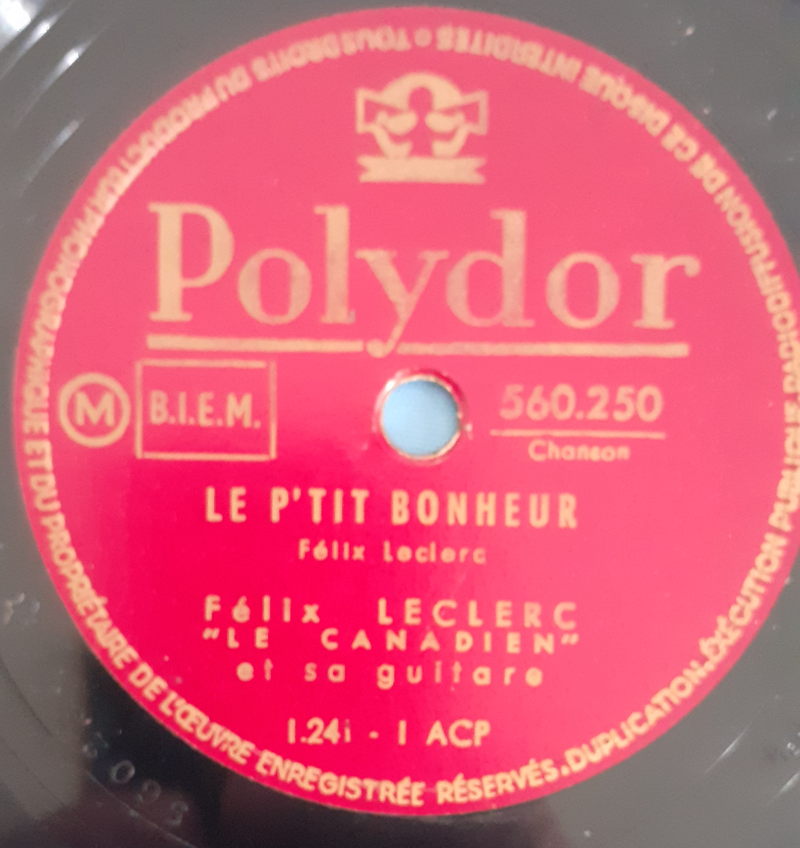 Polydor
M
B.I.E.M.
560.250
Chanson
LE P'TIT BONHEUR
Félix Leclerc
Félix LECLERC
"LE CANADIEN"
et sa guitare
1.24i - 1 ACP
TOUS DROITS DU PRODUCTEUR PHONOGRAPHIQUE ET DU PROPRIÉTAIRE DE L'ŒUVRE ENREGISTRÉE RÉSERVÉS. DUPLICATION, EXÉCUTION PUBLIQUE, RADIODIFFUSION DE CE DISQUE INTERDITES